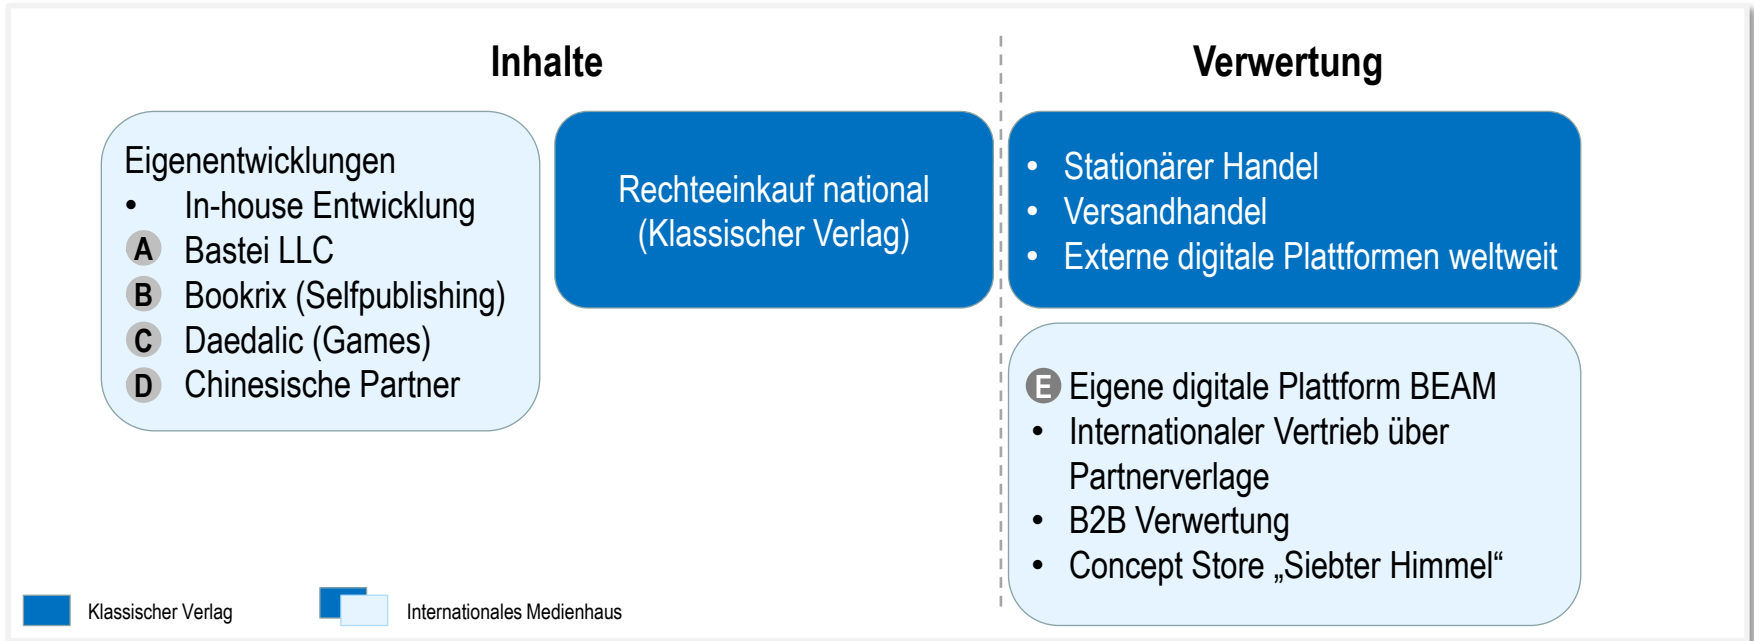 Inhalte
Verwertung
Eigenentwicklungen
• In-house Entwicklung
A Bastei LLC
B Bookrix (Selfpublishing)
C Daedalic (Games)
D Chinesische Partner
Rechteeinkauf national
(Klassischer Verlag)
• Stationärer Handel
• Versandhandel
• Externe digitale Plattformen weltweit
E Eigene digitale Plattform BEAM
• Internationaler Vertrieb über
Partnerverlage
• B2B Verwertung
• Concept Store „Siebter Himmel“
Klassischer Verlag
Internationales Medienhaus